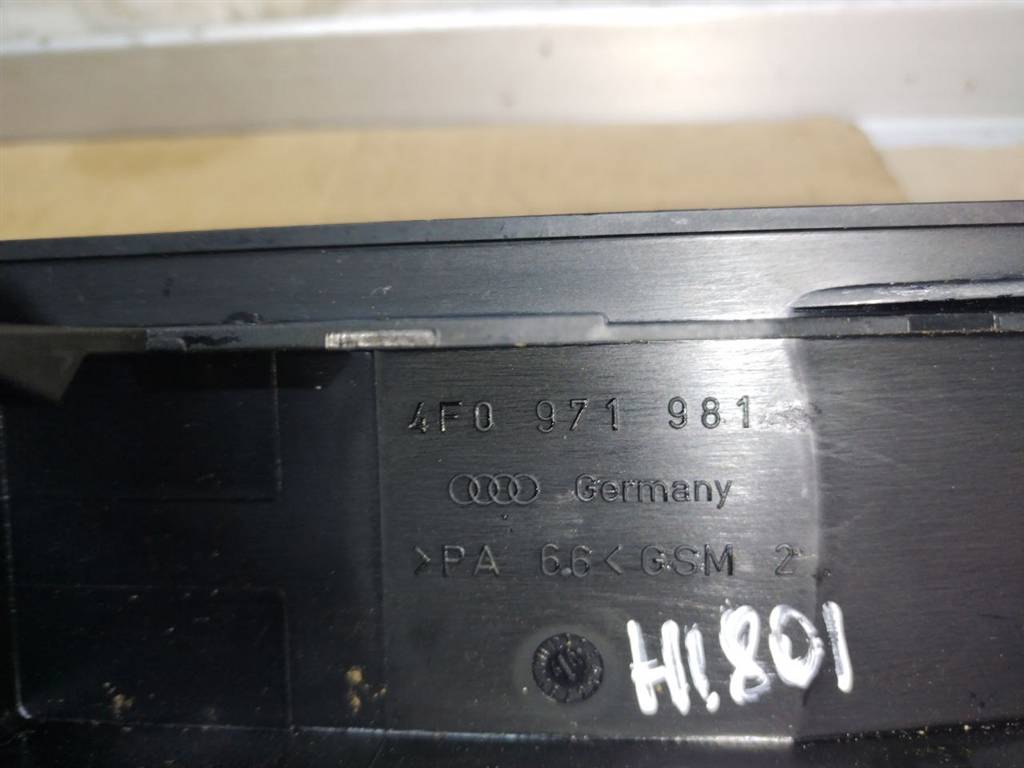 4F0 971 981
Germany
>PA 6.6< GSM 2
H1.801